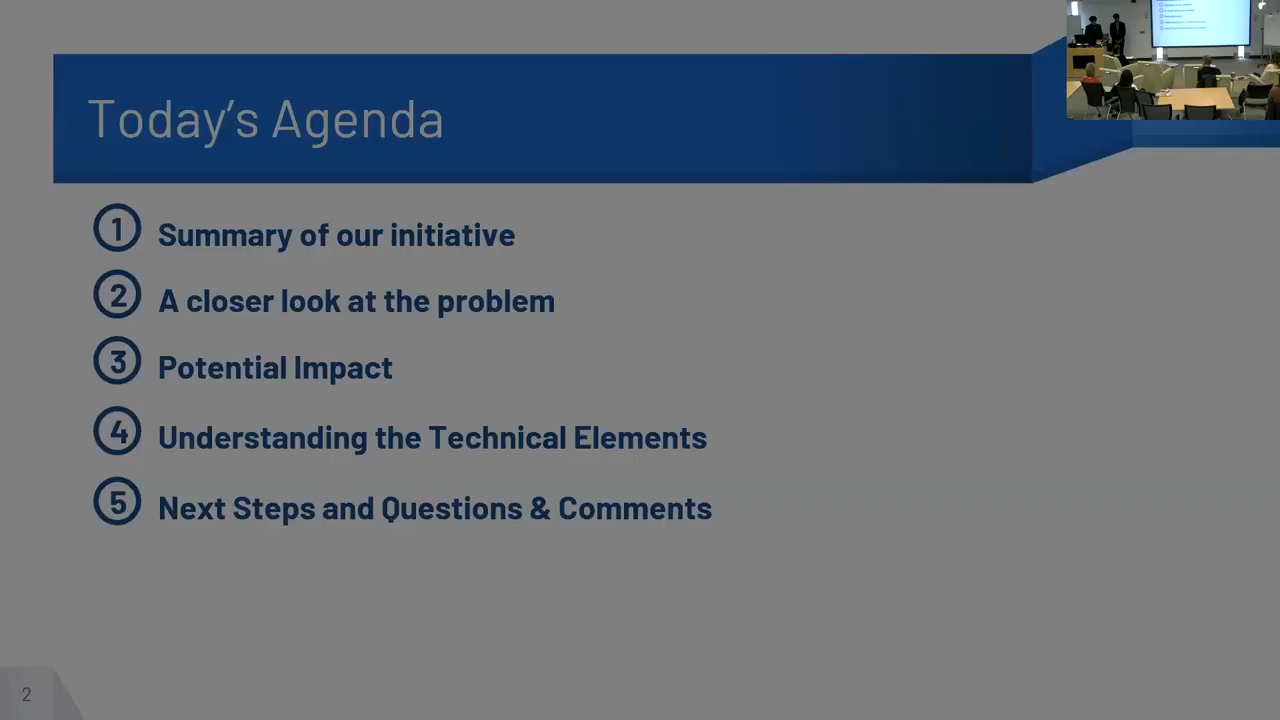 Today's Agenda
1 Summary of our initiative
2 A closer look at the problem
3 Potential Impact
4 Understanding the Technical Elements
5 Next Steps and Questions & Comments
2